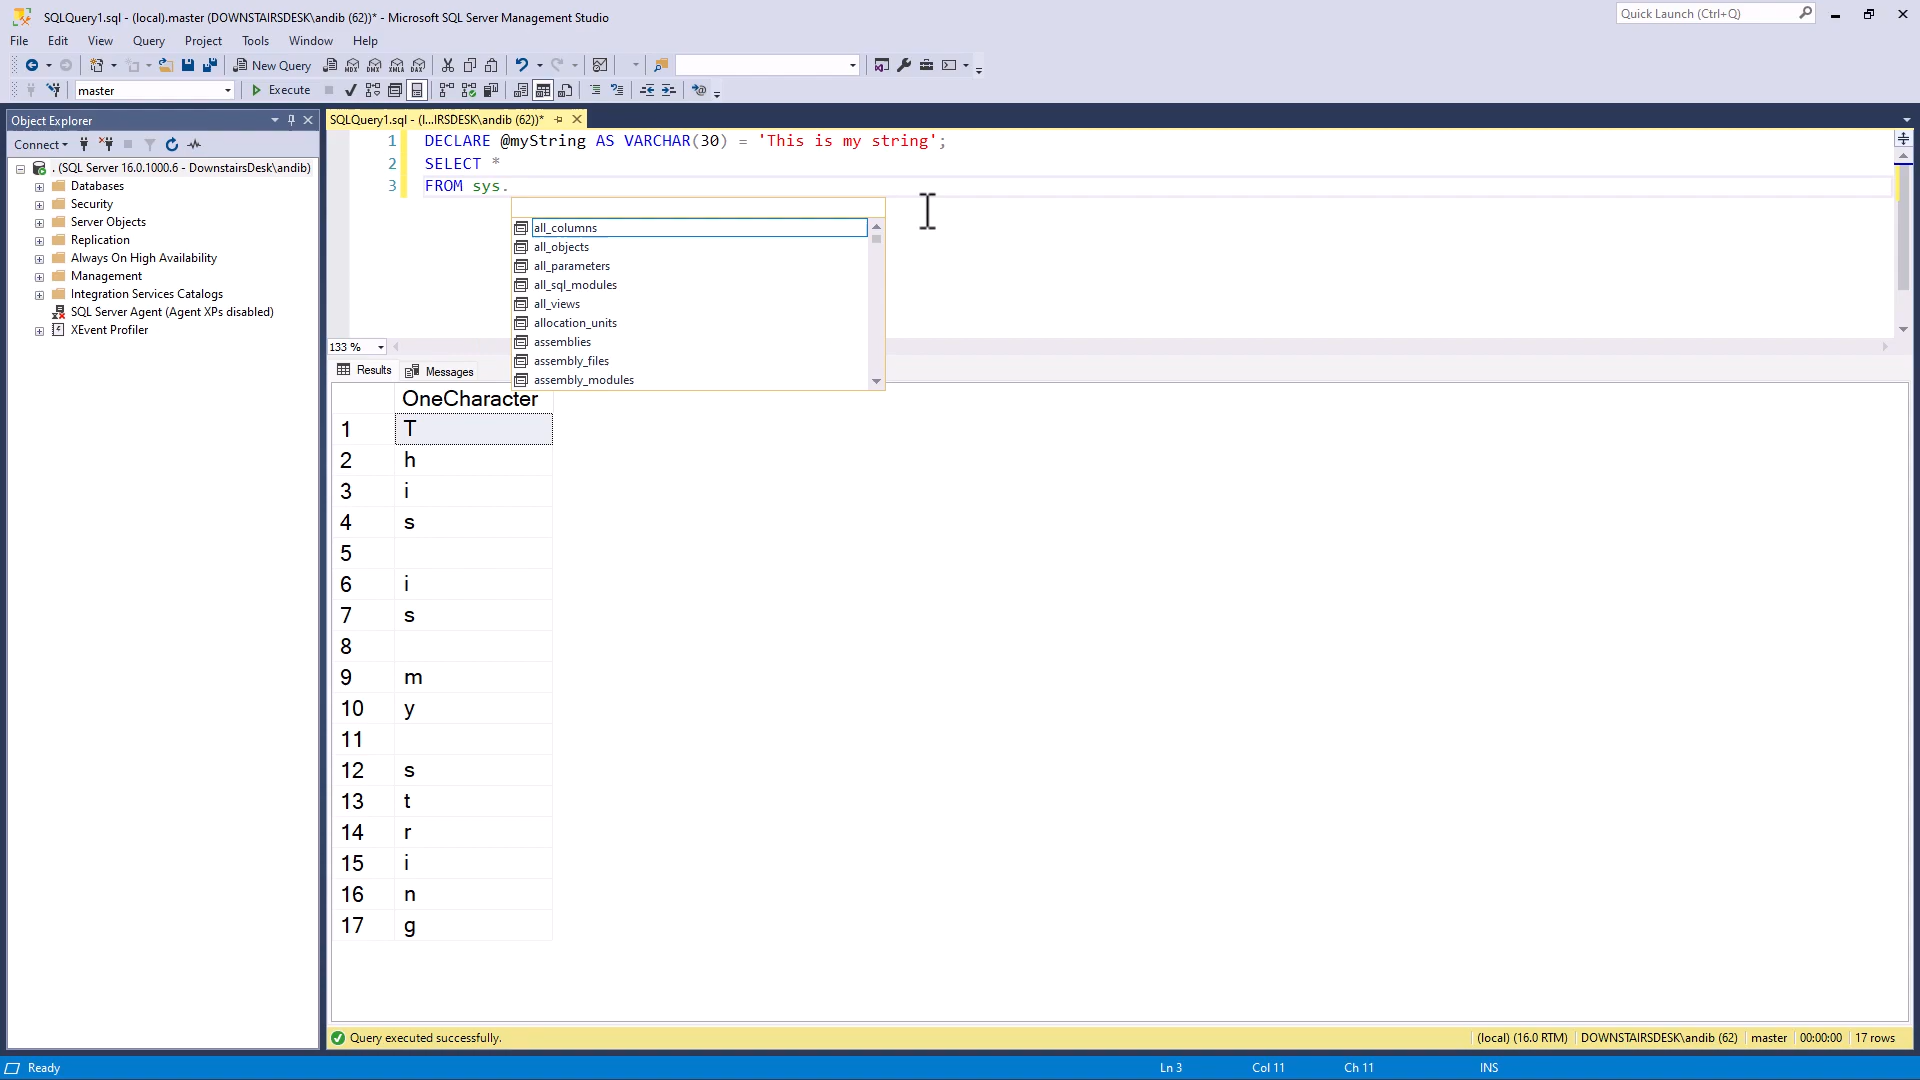 SQLQuery1.sql - (local).master (DOWNSTAIRSDESK\andib (62))* - Microsoft SQL Server Management Studio
Quick Launch (Ctrl+Q)
File Edit View Query Project Tools Window Help
New Query
MDX DMX XMLA DAX
master
Execute
Object Explorer
SQLQuery1.sql - (l...IRSDESK\andib (62))*
Connect
. (SQL Server 16.0.1000.6 - DownstairsDesk\andib)
Databases
Security
Server Objects
Replication
Always On High Availability
Management
Integration Services Catalogs
SQL Server Agent (Agent XPs disabled)
XEvent Profiler
1 DECLARE @myString AS VARCHAR(30) = 'This is my string';
2 SELECT *
3 FROM sys.
all_columns
all_objects
all_parameters
all_sql_modules
all_views
allocation_units
assemblies
assembly_files
assembly_modules
133 %
Results Messages
OneCharacter
1 T
2 h
3 i
4 s
5
6 i
7 s
8
9 m
10 y
11
12 s
13 t
14 r
15 i
16 n
17 g
Query executed successfully.
(local) (16.0 RTM) DOWNSTAIRSDESK\andib (62) master 00:00:00 17 rows
Ready
Ln 3 Col 11 Ch 11 INS